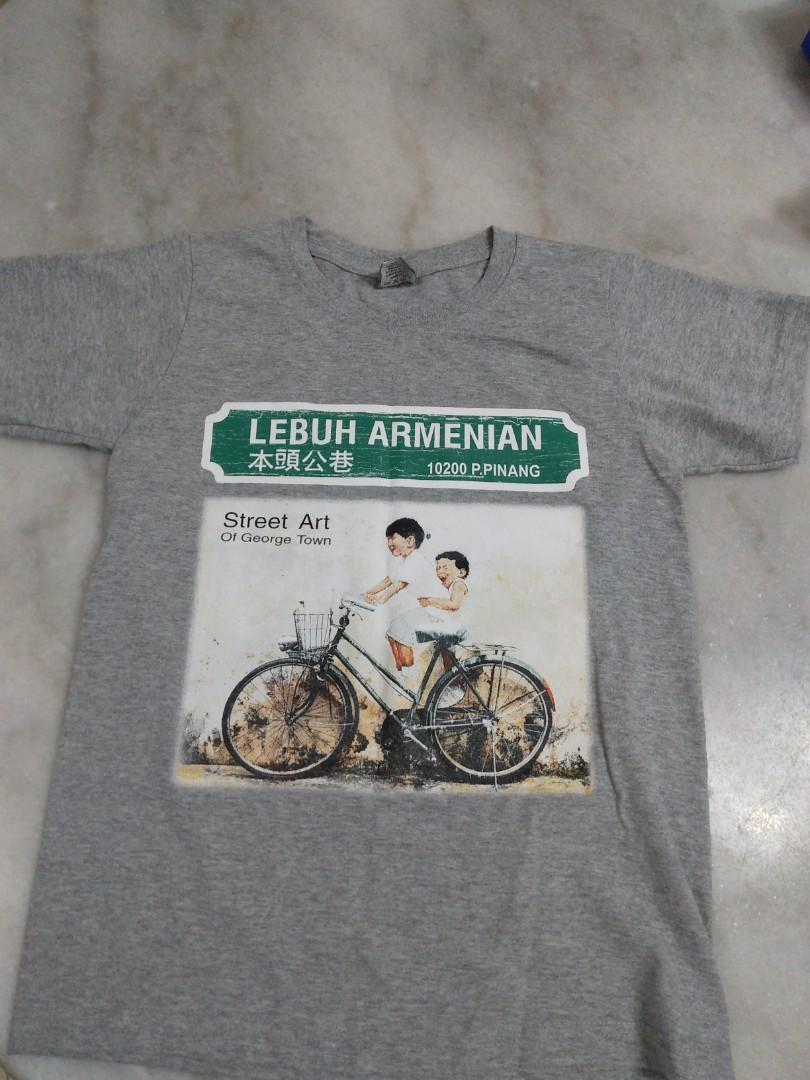 LEBUH ARMENIAN
本頭公巷 10200 P.PINANG
Street Art
Of George Town